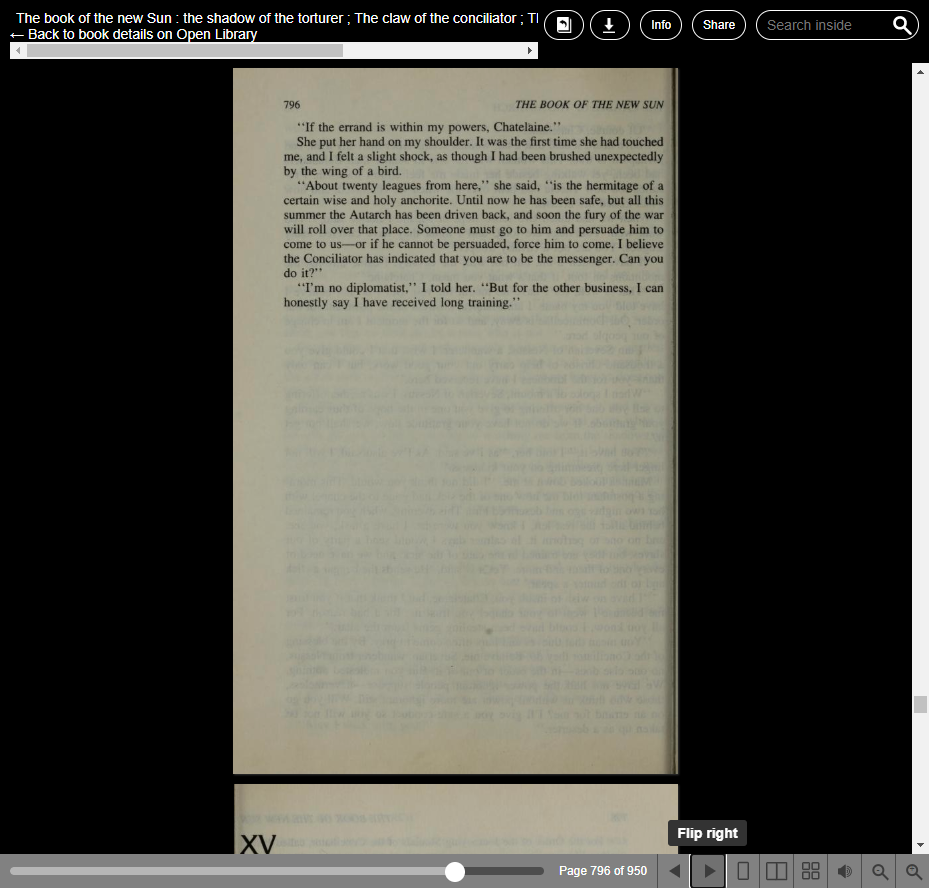 The book of the new Sun : the shadow of the torturer ; The claw of the conciliator ;
← Back to book details on Open Library
Info
Share
Search inside
796
THE BOOK OF THE NEW SUN
‘‘If the errand is within my powers, Chatelaine.’’
She put her hand on my shoulder. It was the first time she had touched
me, and I felt a slight shock, as though I had been brushed unexpectedly
by the wing of a bird.
‘‘About twenty leagues from here,’’ she said, ‘‘is the hermitage of a
certain wise and holy anchorite. Until now he has been safe, but all this
summer the Autarch has been driven back, and soon the fury of the war
will roll over that place. Someone must go to him and persuade him to
come to us—or if he cannot be persuaded, force him to come. I believe
the Conciliator has indicated that you are to be the messenger. Can you
do it?’’
‘‘I’m no diplomatist,’’ I told her. ‘‘But for the other business, I can
honestly say I have received long training.’’
XV
Flip right
Page 796 of 950